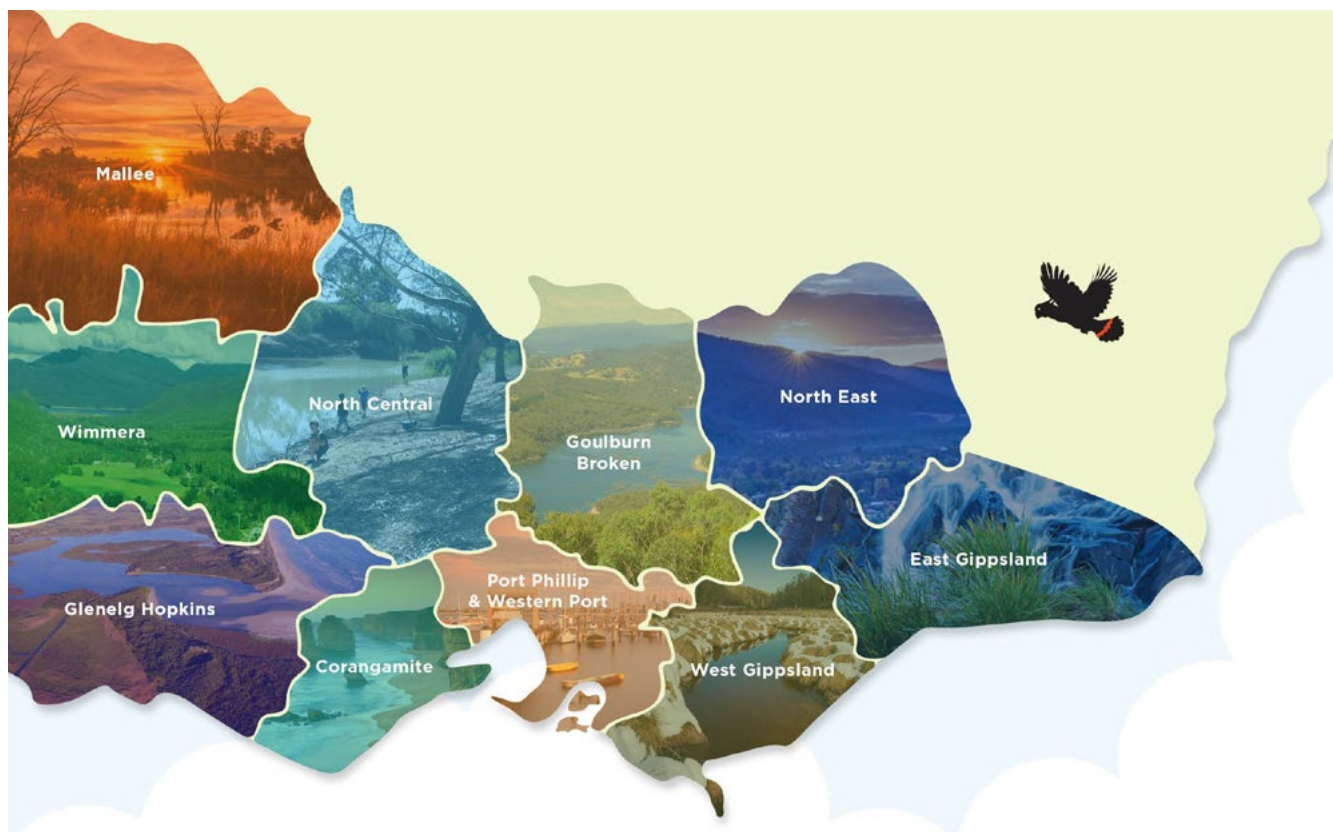 Mallee
North Central
Wimmera
North East
Goulburn
Broken
East Gippsland
Port Phillip
& Western Port
Glenelg Hopkins
Corangamite
West Gippsland